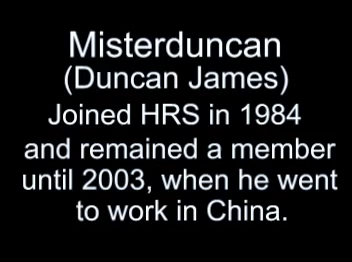 Misterduncan
(Duncan James)
Joined HRS in 1984
and remained a member
until 2003, when he went
to work in China.